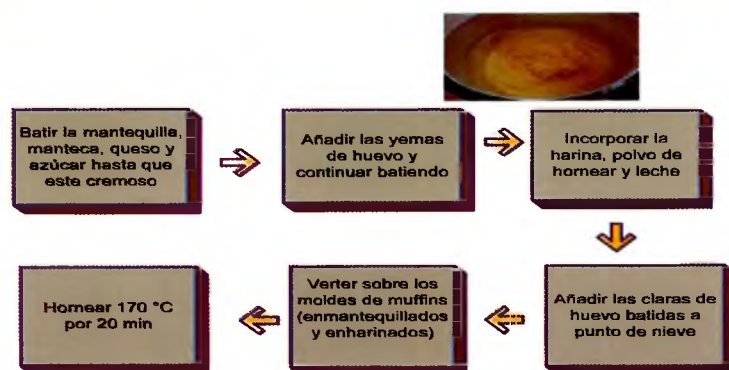 Batir la mantequilla,
manteca, queso y
azúcar hasta que
este cremoso
Añadir las yemas
de huevo y
continuar batiendo
Incorporar la
harina, polvo de
hornear y leche
Añadir las claras de
huevo batidas a
punto de nieve
Verter sobre los
moldes de muffins
(enmantequillados
y enharinados)
Hornear 170 °C
por 20 min